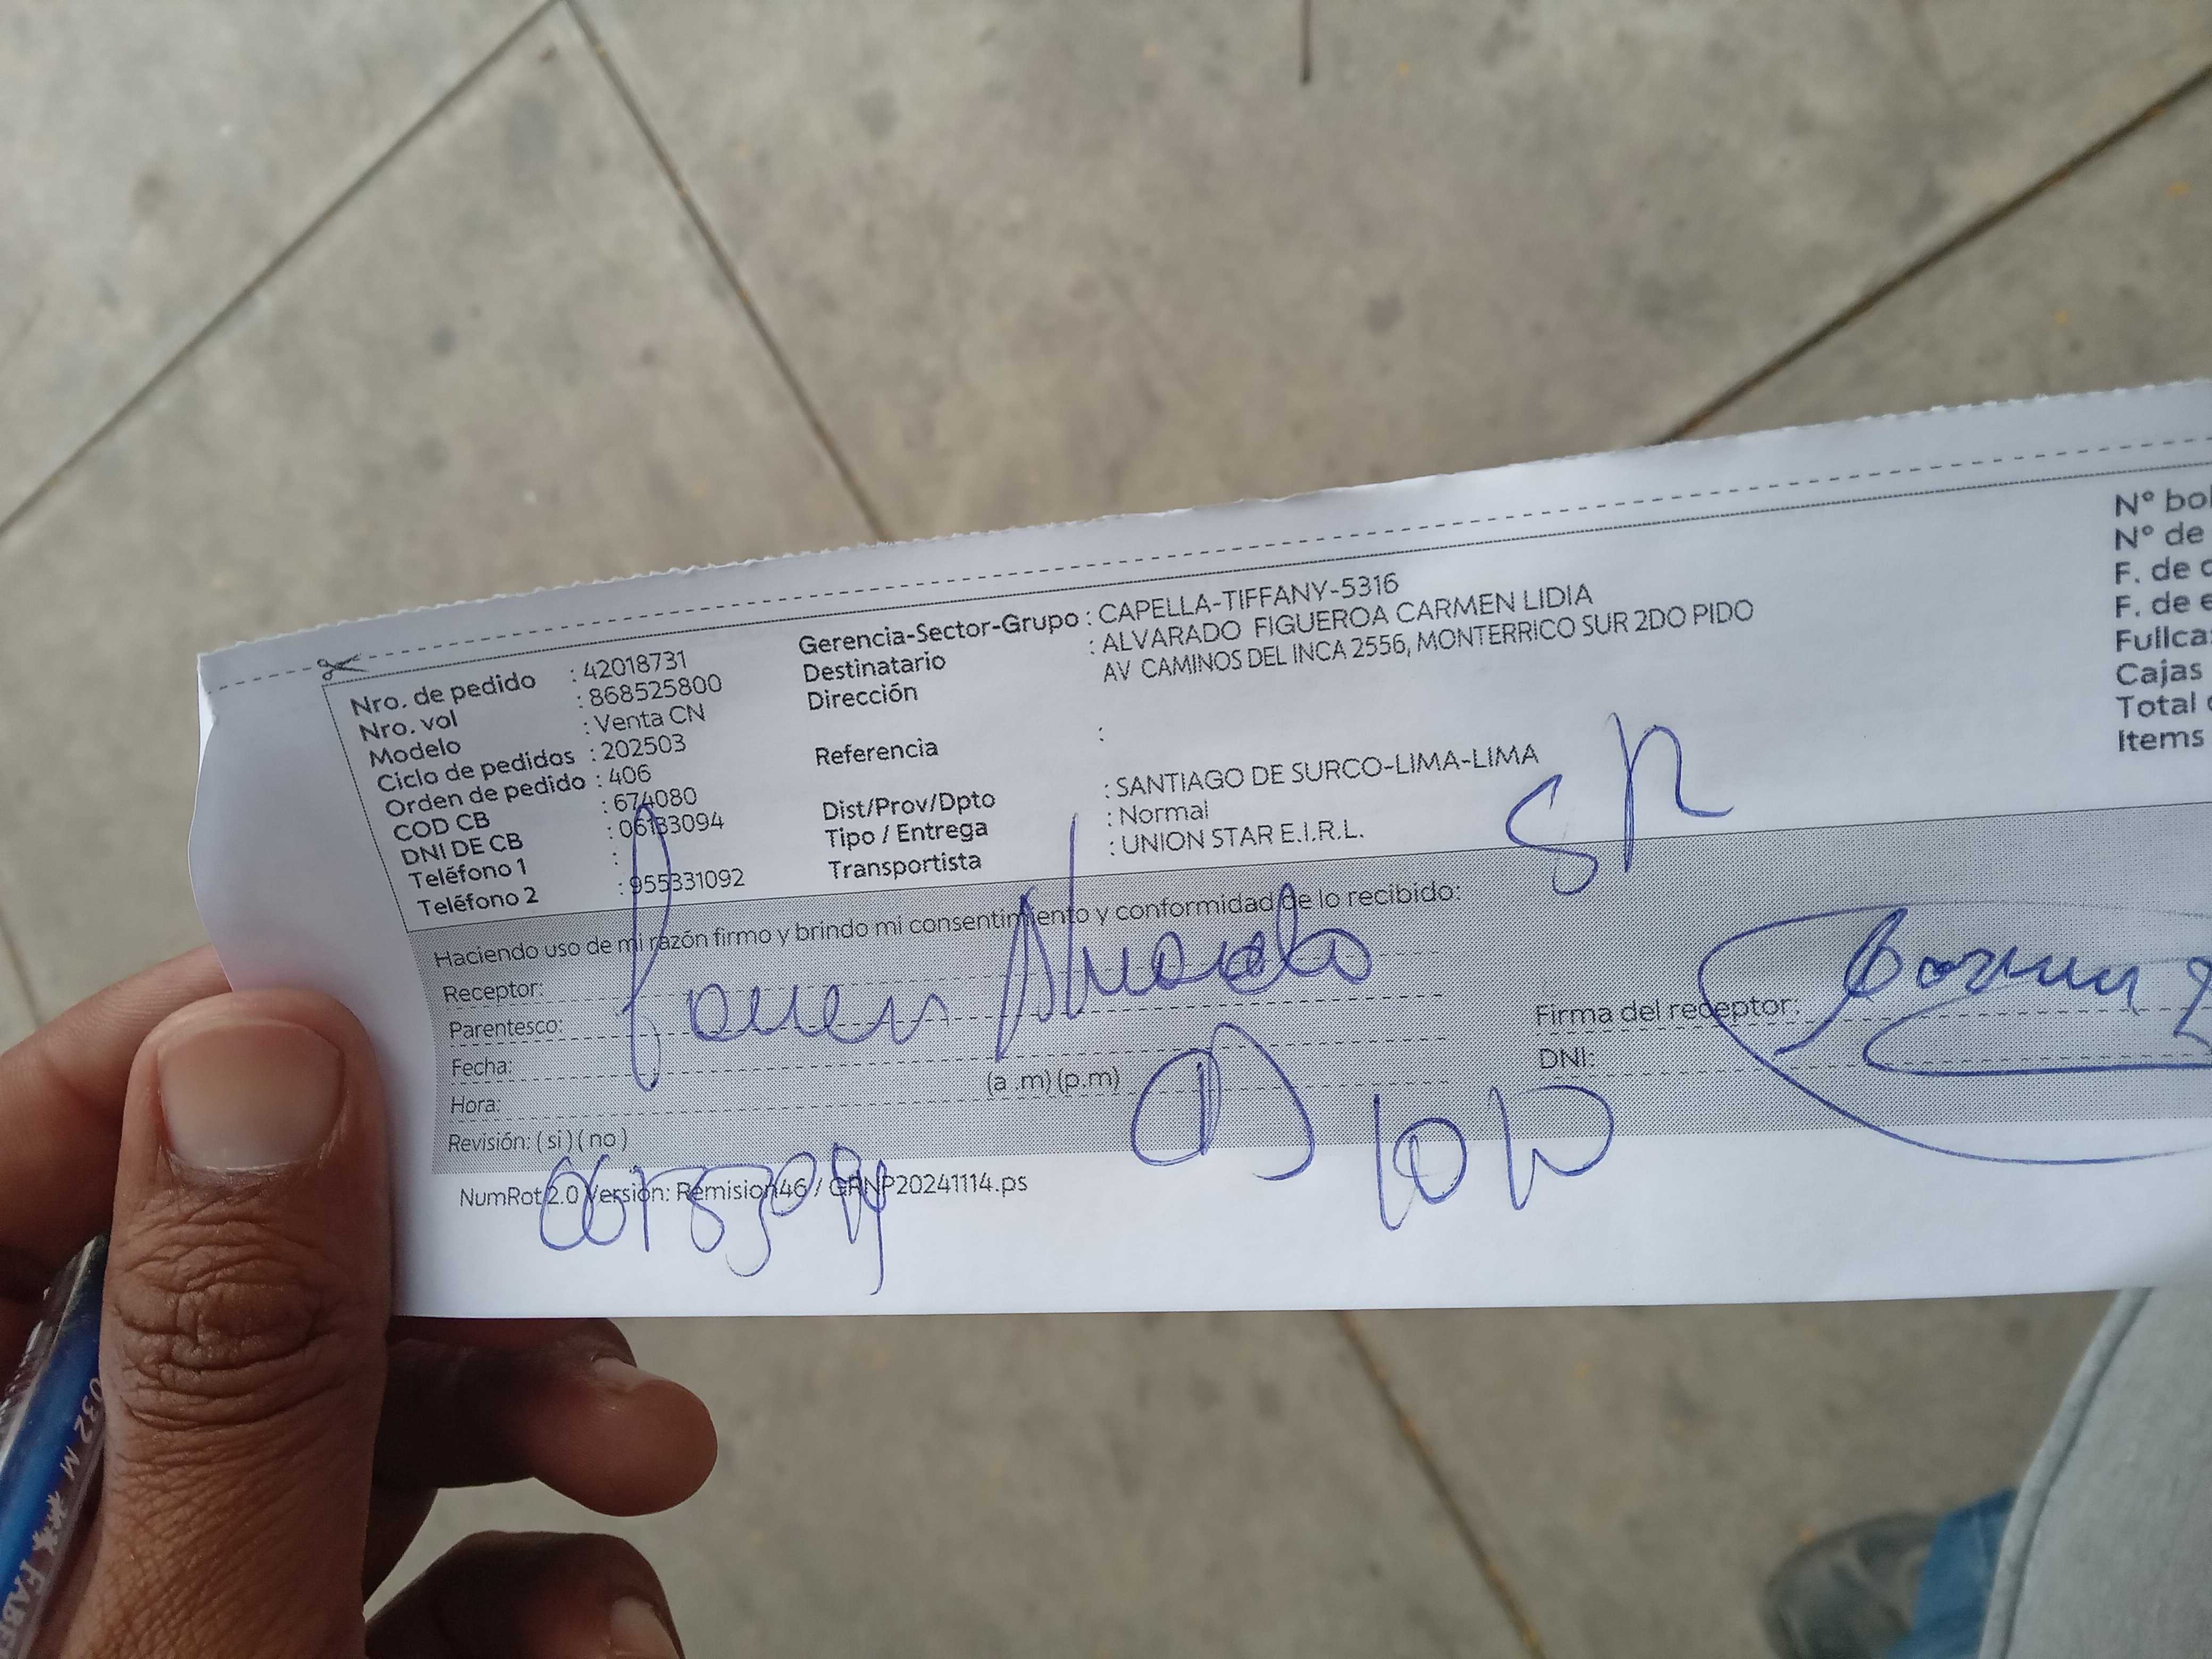 Nro. de pedido : 42018731
Nro. vol : 868525800
Modelo : Venta CN
Ciclo de pedidos : 202503
Orden de pedido : 406
COD CB : 674080
DNI DE CB : 06133094
Teléfono 1 :
Teléfono 2 : 955331092
Gerencia-Sector-Grupo : CAPELLA-TIFFANY-5316
Destinatario : ALVARADO FIGUEROA CARMEN LIDIA
Dirección AV CAMINOS DEL INCA 2556, MONTERRICO SUR 2DO PIDO
Referencia :
Dist/Prov/Dpto : SANTIAGO DE SURCO-LIMA-LIMA
Tipo / Entrega : Normal
Transportista : UNION STAR E.I.R.L.
N° bol
N° de
F. de
F. de e
Fullca
Cajas
Total
Items
Haciendo uso de mi razón firmo y brindo mi consentimiento y conformidad de lo recibido:
Receptor:
Parentesco:
Fecha:
Hora: (a .m) (p.m)
Revisión: ( si ) ( no )
Firma del receptor:
DNI:
NumRot 2.0 Versión: Remision46 / GRNP20241114.ps
032 M ** FABE